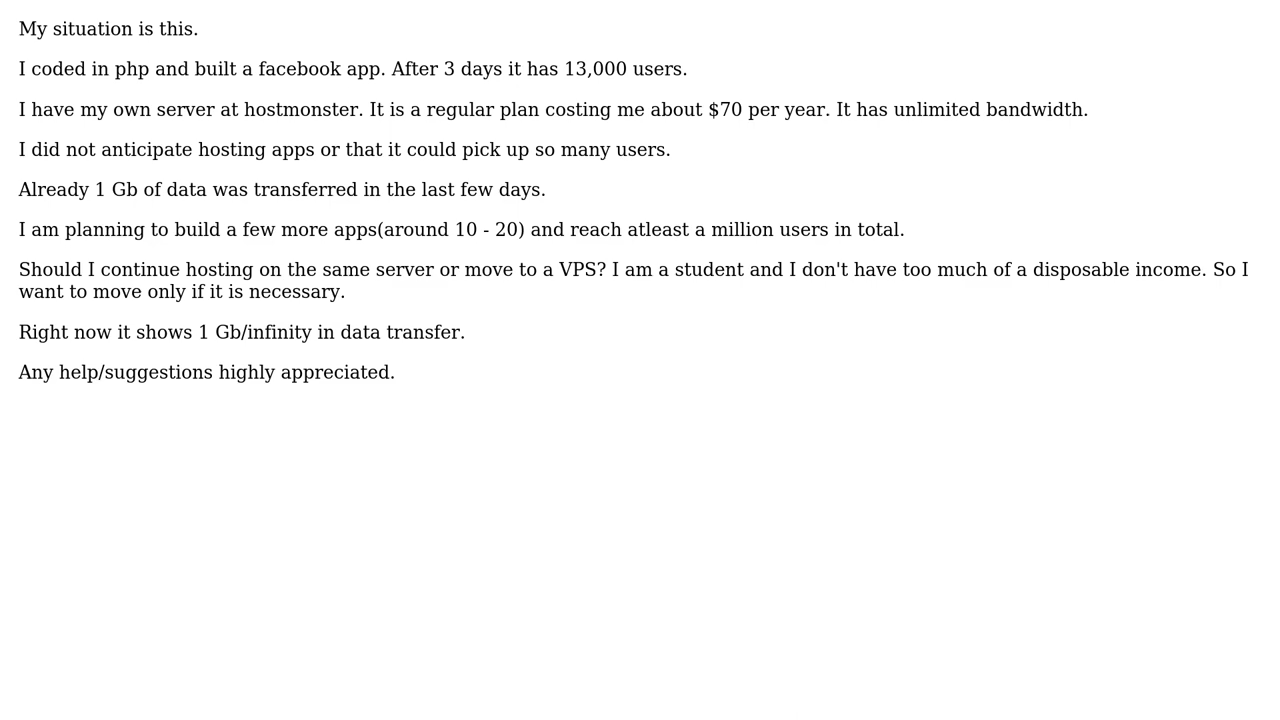 My situation is this.
I coded in php and built a facebook app. After 3 days it has 13,000 users.
I have my own server at hostmonster. It is a regular plan costing me about $70 per year. It has unlimited bandwidth.
I did not anticipate hosting apps or that it could pick up so many users.
Already 1 Gb of data was transferred in the last few days.
I am planning to build a few more apps(around 10 - 20) and reach atleast a million users in total.
Should I continue hosting on the same server or move to a VPS? I am a student and I don't have too much of a disposable income. So I
want to move only if it is necessary.
Right now it shows 1 Gb/infinity in data transfer.
Any help/suggestions highly appreciated.